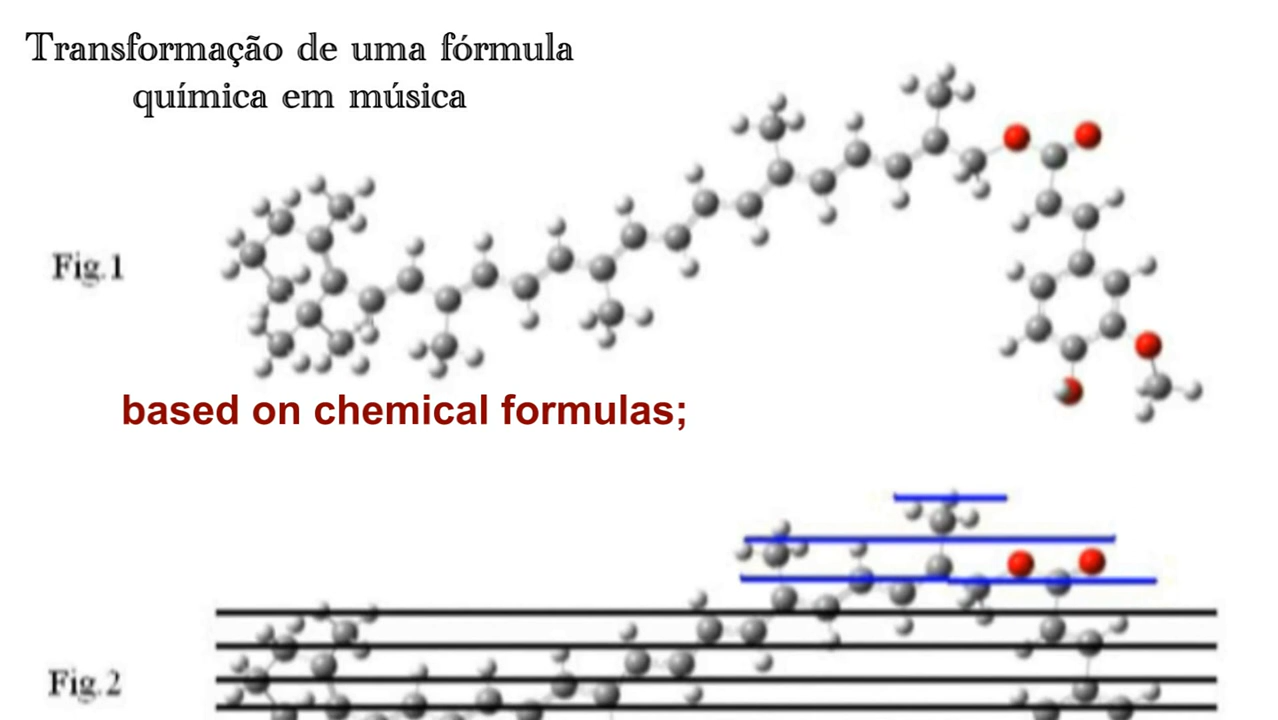 Transformação de uma fórmula
química em música
Fig.1
based on chemical formulas;
Fig.2